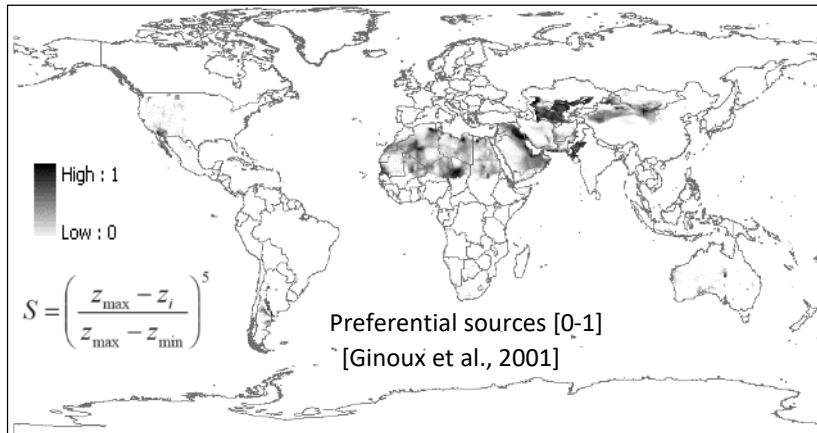 High : 1
Low : 0
S = ( (z_max − z_i) / (z_max − z_min) )^5
Preferential sources [0-1]
[Ginoux et al., 2001]